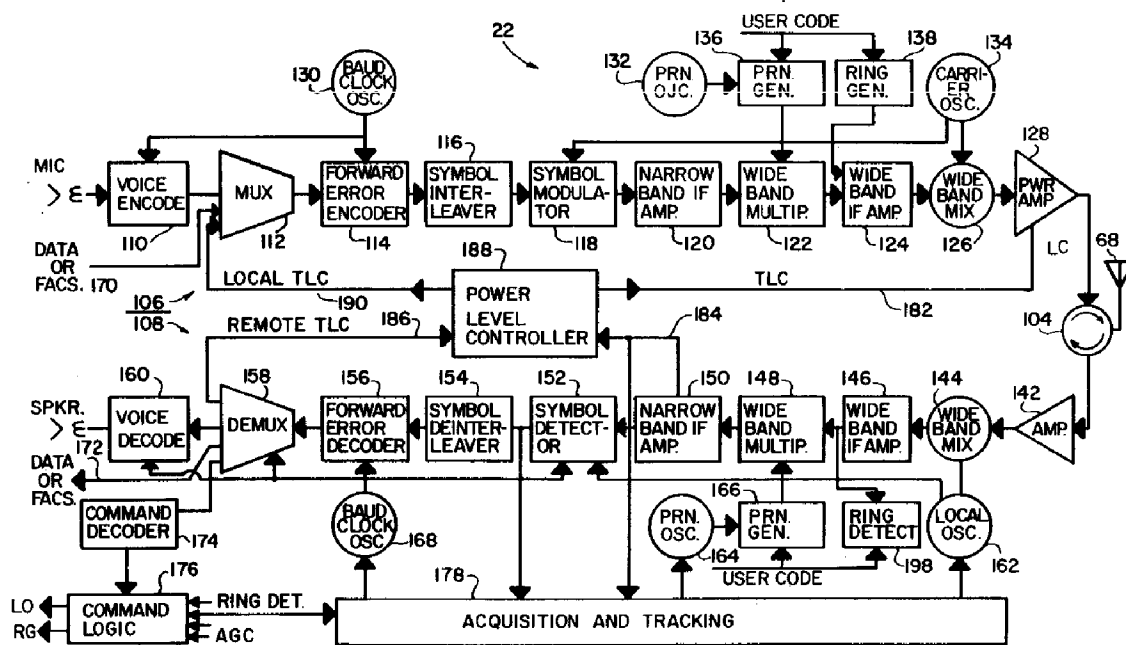 USER CODE
22
136
138
134
130
BAUD
CLOCK
OSC.
132
PRN
OJC.
PRN.
GEN.
RING
GEN.
CARRI-
ER
OSC.
116
128
MIC
VOICE
ENCODE
MUX
FORWARD
ERROR
ENCODER
SYMBOL
INTER-
LEAVER
SYMBOL
MODULA-
TOR
NARROW
BAND IF
AMP.
WIDE
BAND
MULTIP.
WIDE
BAND
IF AMP.
WIDE
BAND
MIX
PWR
AMP
110
112
114
118
120
122
124
126
LC
68
DATA
OR
FACS. 170
188
LOCAL TLC
190
POWER
LEVEL
CONTROLLER
TLC
182
106
108
REMOTE TLC
186
184
104
160
158
156
154
152
150
148
146
144
142
SPKR.
VOICE
DECODE
DEMUX
FORWARD
ERROR
DECODER
SYMBOL
DEINTER-
LEAVER
SYMBOL
DETECT-
OR
NARROW
BAND IF
AMP.
WIDE
BAND
MULTIP.
WIDE
BAND
IF AMP.
WIDE
BAND
MIX
AMP.
172
DATA
OR
FACS.
COMMAND
DECODER
174
BAUD
CLOCK
OSC
168
PRN.
OSC.
164
166
PRN.
GEN.
RING
DETECT
198
LOCAL
OSC.
162
USER CODE
176
178
LO
RG
COMMAND
LOGIC
RING DET.
AGC
ACQUISITION AND TRACKING